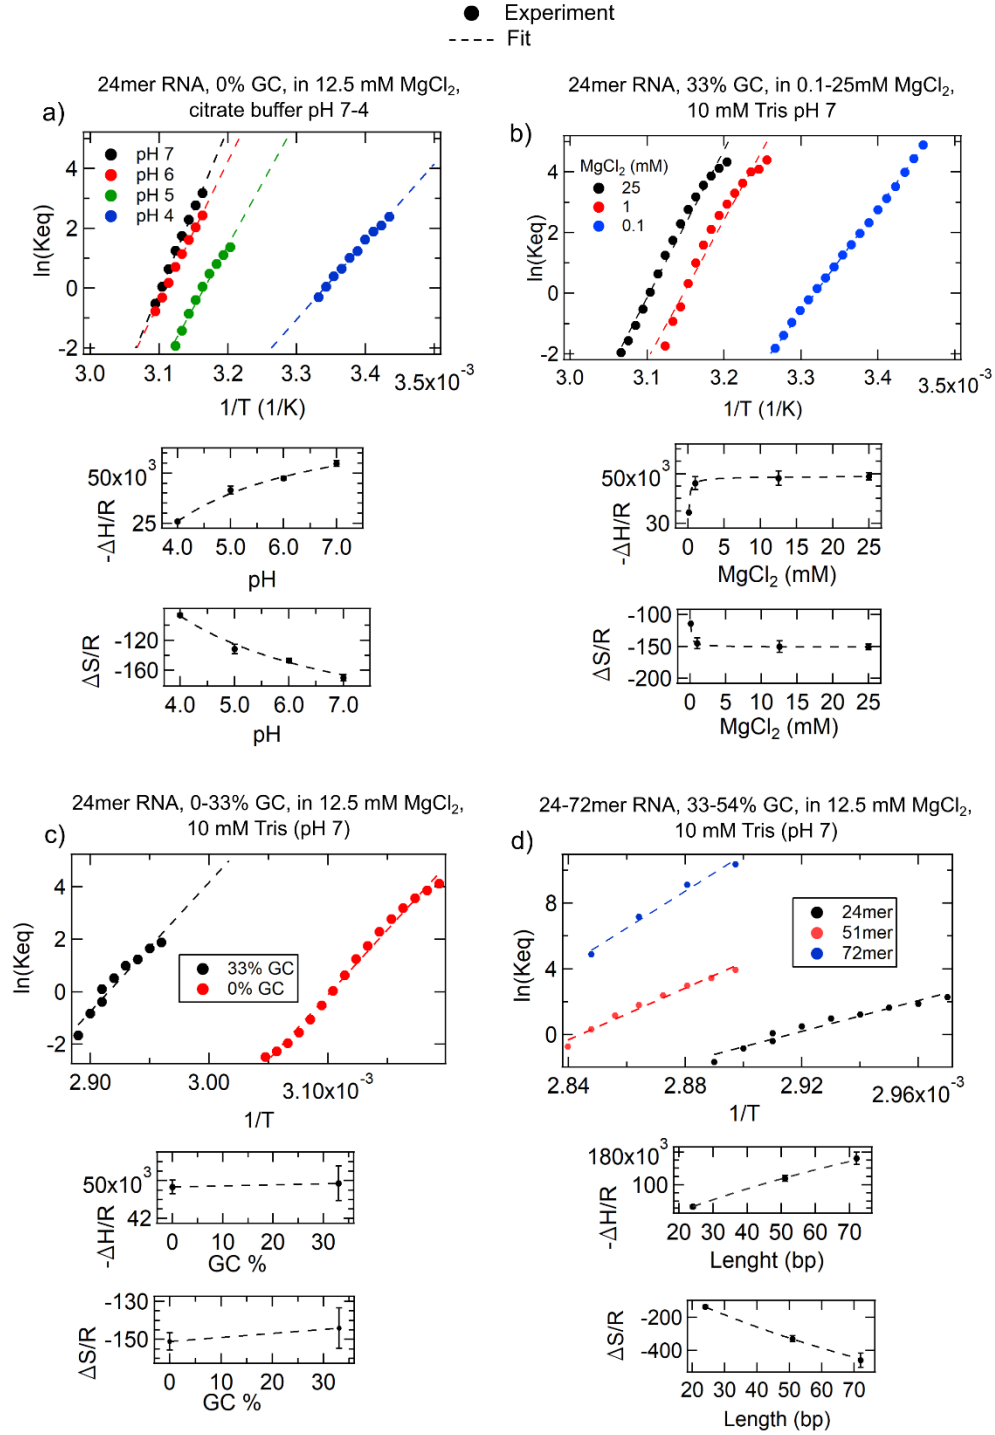 Experiment
Fit
24mer RNA, 0% GC, in 12.5 mM MgCl2,
citrate buffer pH 7-4
a)
ln(Keq)
4
2
0
-2
pH 7
pH 6
pH 5
pH 4
3.0
3.1
3.2
3.3
3.4
3.5x10-3
1/T (1/K)
-ΔH/R
50x103
25
4.0
5.0
6.0
7.0
pH
ΔS/R
-120
-160
4.0
5.0
6.0
7.0
pH
24mer RNA, 33% GC, in 0.1-25mM MgCl2,
10 mM Tris pH 7
b)
ln(Keq)
4
2
0
-2
MgCl2 (mM)
25
1
0.1
3.0
3.1
3.2
3.3
3.4
3.5x10-3
1/T (1/K)
-ΔH/R
50x103
30
0
5
10
15
20
25
MgCl2 (mM)
ΔS/R
-100
-150
-200
0
5
10
15
20
25
MgCl2 (mM)
24mer RNA, 0-33% GC, in 12.5 mM MgCl2,
10 mM Tris (pH 7)
c)
ln(Keq)
4
2
0
-2
33% GC
0% GC
2.90
3.00
3.10x10-3
1/T
-ΔH/R
50x103
42
0
10
20
30
GC %
ΔS/R
-130
-150
0
10
20
30
GC %
24-72mer RNA, 33-54% GC, in 12.5 mM MgCl2,
10 mM Tris (pH 7)
d)
ln(Keq)
8
4
0
24mer
51mer
72mer
2.84
2.88
2.92
2.96x10-3
1/T
-ΔH/R
180x103
100
20
30
40
50
60
70
Lenght (bp)
ΔS/R
-200
-400
20
30
40
50
60
70
Length (bp)